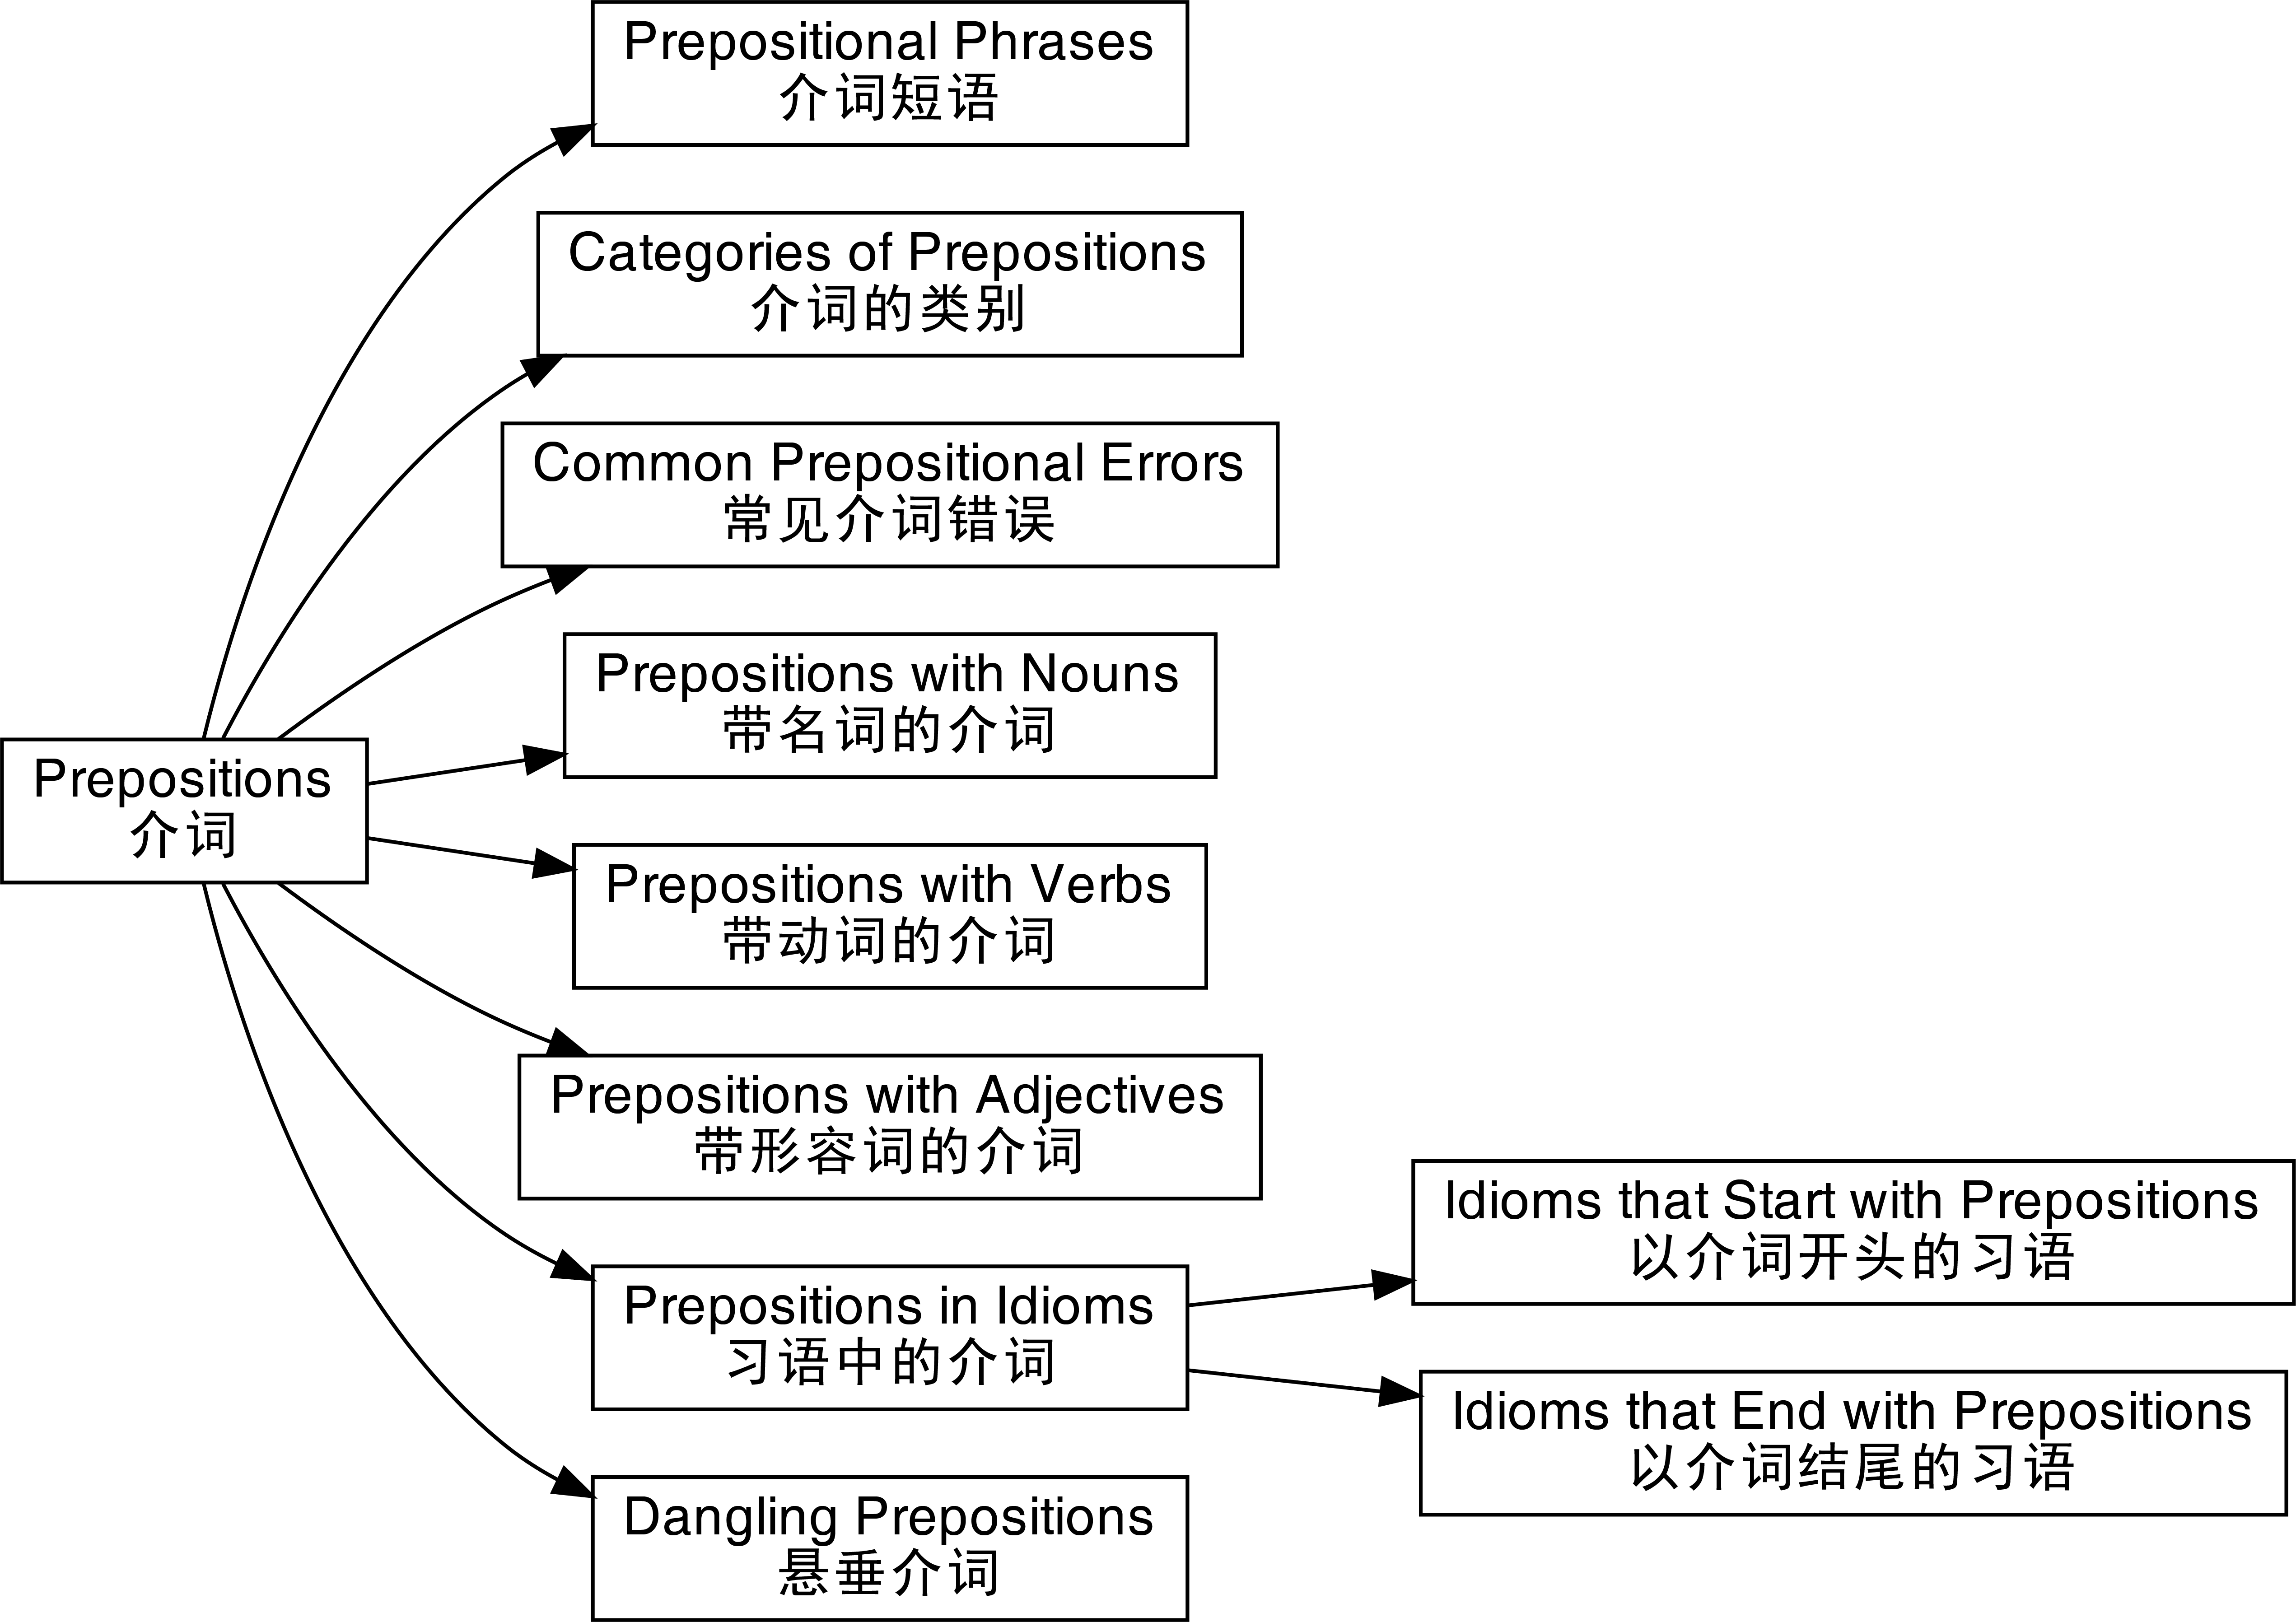 Prepositional Phrases
介词短语
Categories of Prepositions
介词的类别
Common Prepositional Errors
常见介词错误
Prepositions with Nouns
带名词的介词
Prepositions
介词
Prepositions with Verbs
带动词的介词
Prepositions with Adjectives
带形容词的介词
Idioms that Start with Prepositions
以介词开头的习语
Prepositions in Idioms
习语中的介词
Idioms that End with Prepositions
以介词结尾的习语
Dangling Prepositions
悬垂介词